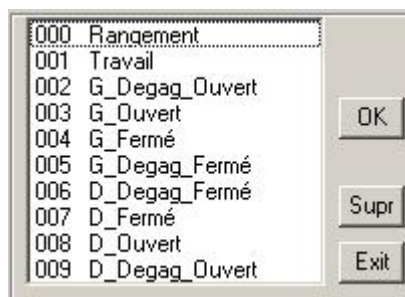 000 Rangement
001 Travail
002 G_Degag_Ouvert
003 G_Ouvert
004 G_Fermé
005 G_Degag_Fermé
006 D_Degag_Fermé
007 D_Fermé
008 D_Ouvert
009 D_Degag_Ouvert
OK
Supr
Exit